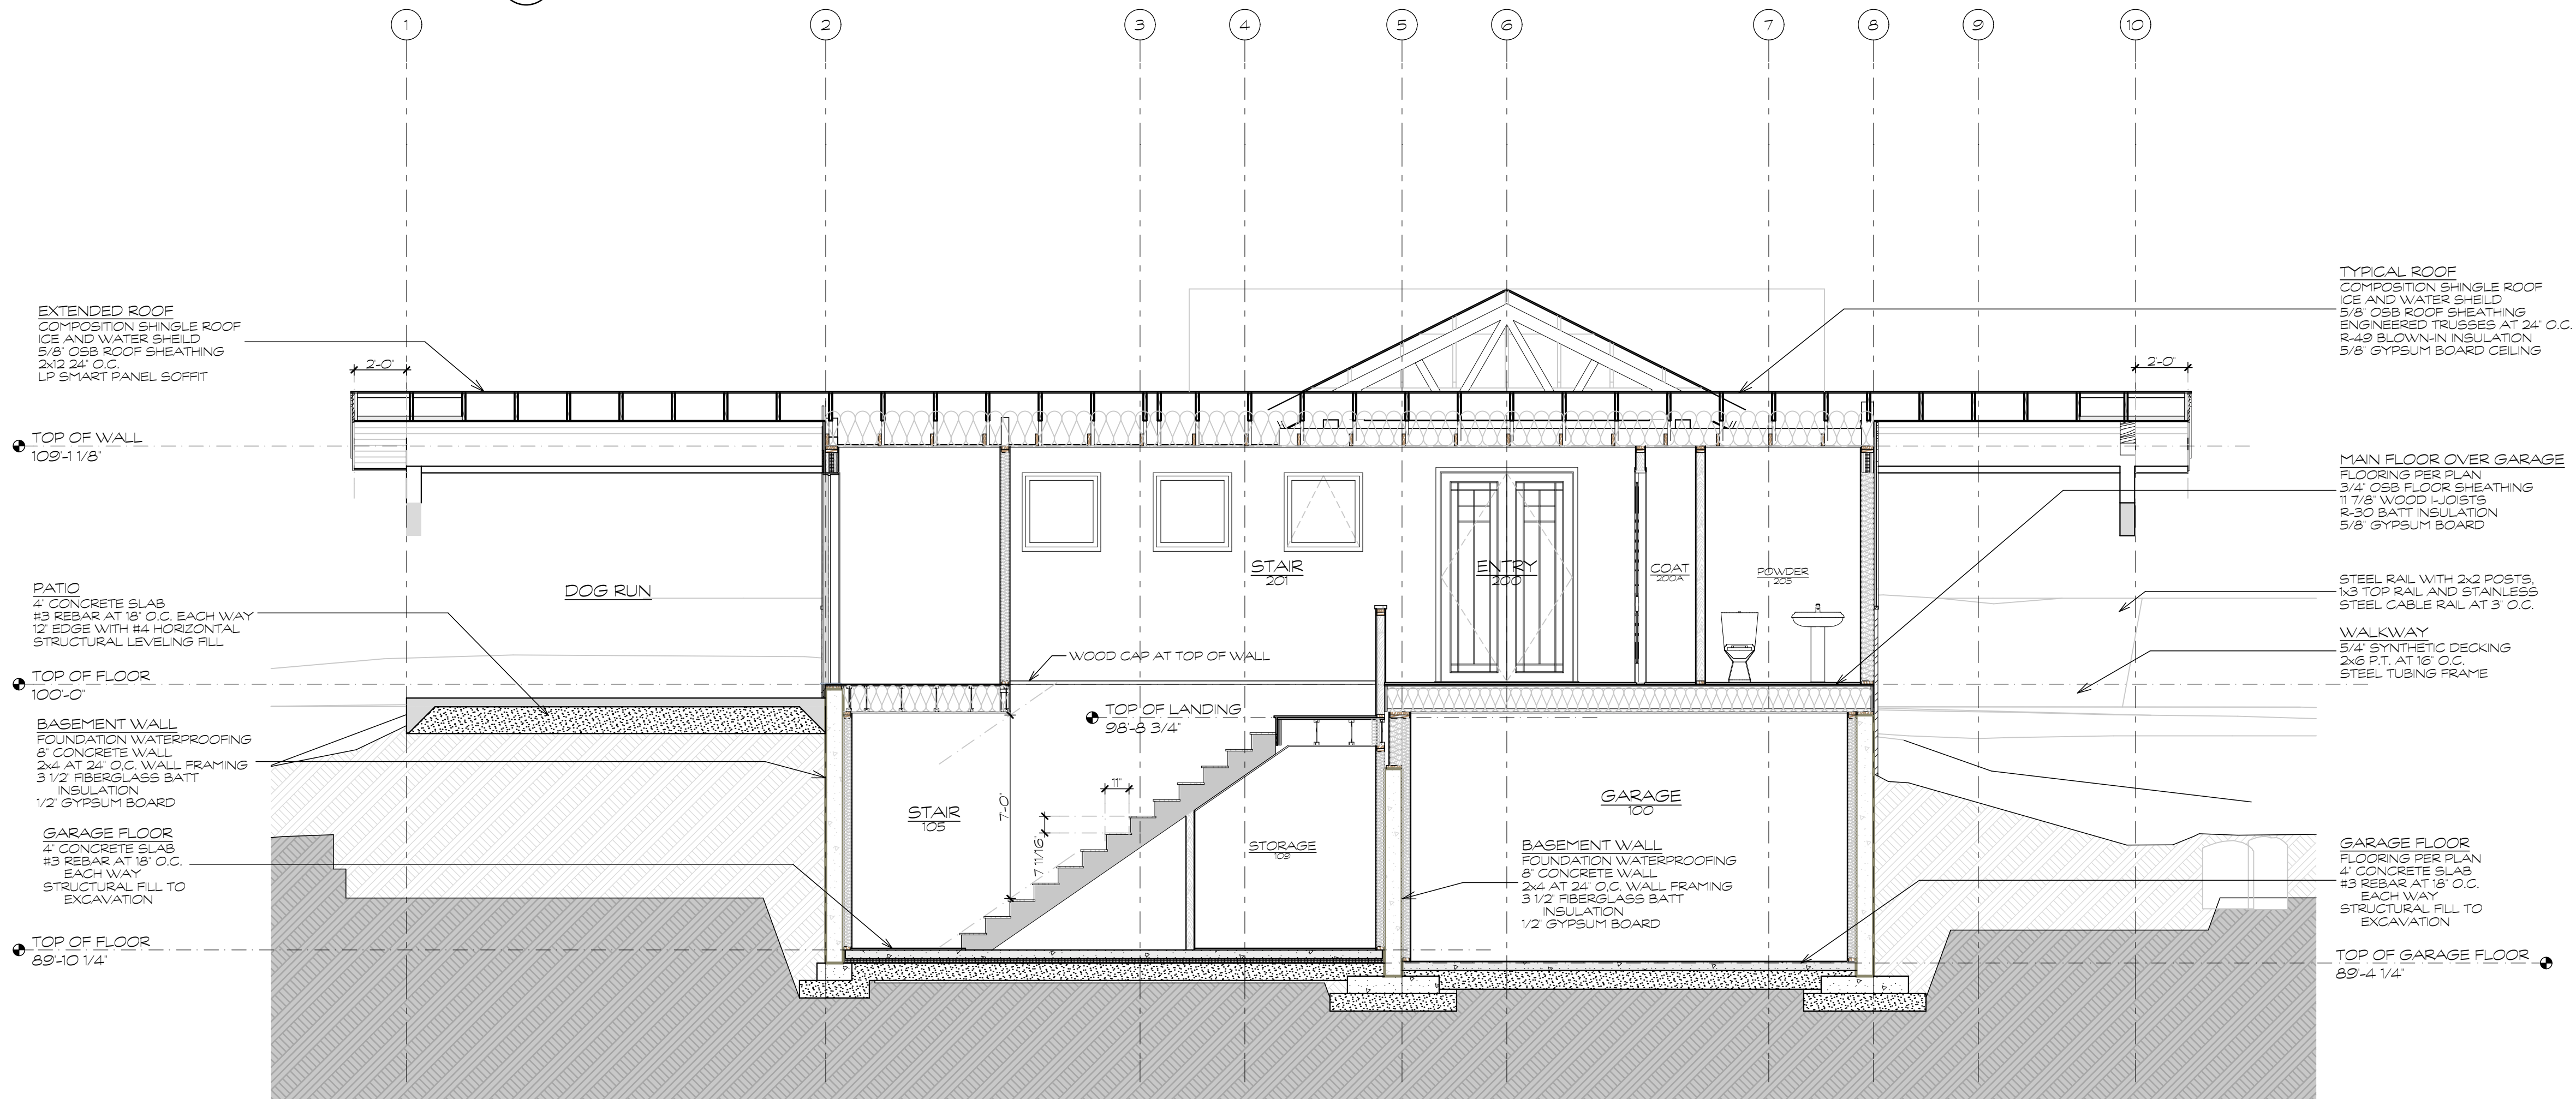 1
2
3
4
5
6
7
8
9
10
EXTENDED ROOF
COMPOSITION SHINGLE ROOF
ICE AND WATER SHEILD
5/8" OSB ROOF SHEATHING
2x12 24" O.C.
LP SMART PANEL SOFFIT
2'-0"
TYPICAL ROOF
COMPOSITION SHINGLE ROOF
ICE AND WATER SHEILD
5/8" OSB ROOF SHEATHING
ENGINEERED TRUSSES AT 24" O.C.
R-49 BLOWN-IN INSULATION
5/8" GYPSUM BOARD CEILING
2'-0"
TOP OF WALL
109'-1 1/8"
MAIN FLOOR OVER GARAGE
FLOORING PER PLAN
3/4" OSB FLOOR SHEATHING
11 7/8" WOOD I-JOISTS
R-30 BATT INSULATION
5/8" GYPSUM BOARD
STEEL RAIL WITH 2x2 POSTS,
1x3 TOP RAIL AND STAINLESS
STEEL CABLE RAIL AT 3" O.C.
WALKWAY
5/4" SYNTHETIC DECKING
2x6 P.T. AT 16" O.C.
STEEL TUBING FRAME
PATIO
4" CONCRETE SLAB
#3 REBAR AT 18" O.C. EACH WAY
12" EDGE WITH #4 HORIZONTAL
STRUCTURAL LEVELING FILL
DOG RUN
STAIR
201
ENTRY
200
COAT
200A
POWDER
205
WOOD CAP AT TOP OF WALL
TOP OF FLOOR
100'-0"
TOP OF LANDING
98'-8 3/4"
BASEMENT WALL
FOUNDATION WATERPROOFING
8" CONCRETE WALL
2x4 AT 24" O.C. WALL FRAMING
3 1/2" FIBERGLASS BATT
INSULATION
1/2" GYPSUM BOARD
STAIR
105
11"
7'-0"
7 11/16"
STORAGE
109
GARAGE
100
BASEMENT WALL
FOUNDATION WATERPROOFING
8" CONCRETE WALL
2x4 AT 24" O.C. WALL FRAMING
3 1/2" FIBERGLASS BATT
INSULATION
1/2" GYPSUM BOARD
GARAGE FLOOR
4" CONCRETE SLAB
#3 REBAR AT 18" O.C.
EACH WAY
STRUCTURAL FILL TO
EXCAVATION
GARAGE FLOOR
FLOORING PER PLAN
4" CONCRETE SLAB
#3 REBAR AT 18" O.C.
EACH WAY
STRUCTURAL FILL TO
EXCAVATION
TOP OF FLOOR
89'-10 1/4"
TOP OF GARAGE FLOOR
89'-4 1/4"